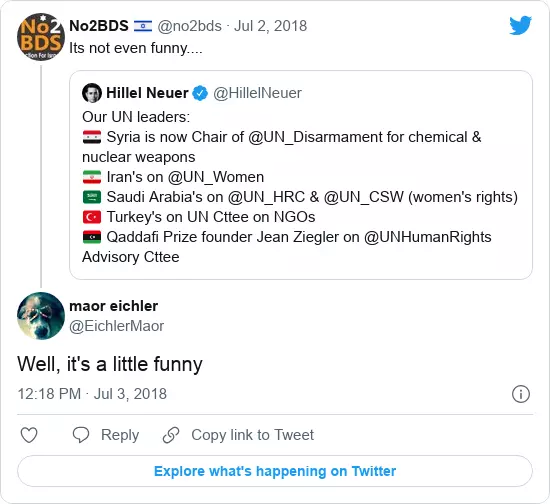 No2BDS 🇮🇱 @no2bds · Jul 2, 2018
Its not even funny....
No2
BDS
Hillel Neuer @HillelNeuer
Our UN leaders:
🇸🇾 Syria is now Chair of @UN_Disarmament for chemical &
nuclear weapons
🇮🇷 Iran's on @UN_Women
🇸🇦 Saudi Arabia's on @UN_HRC & @UN_CSW (women's rights)
🇹🇷 Turkey's on UN Cttee on NGOs
🇱🇾 Qaddafi Prize founder Jean Ziegler on @UNHumanRights
Advisory Cttee
maor eichler
@EichlerMaor
Well, it's a little funny
12:18 PM · Jul 3, 2018
Reply
Copy link to Tweet
Explore what's happening on Twitter